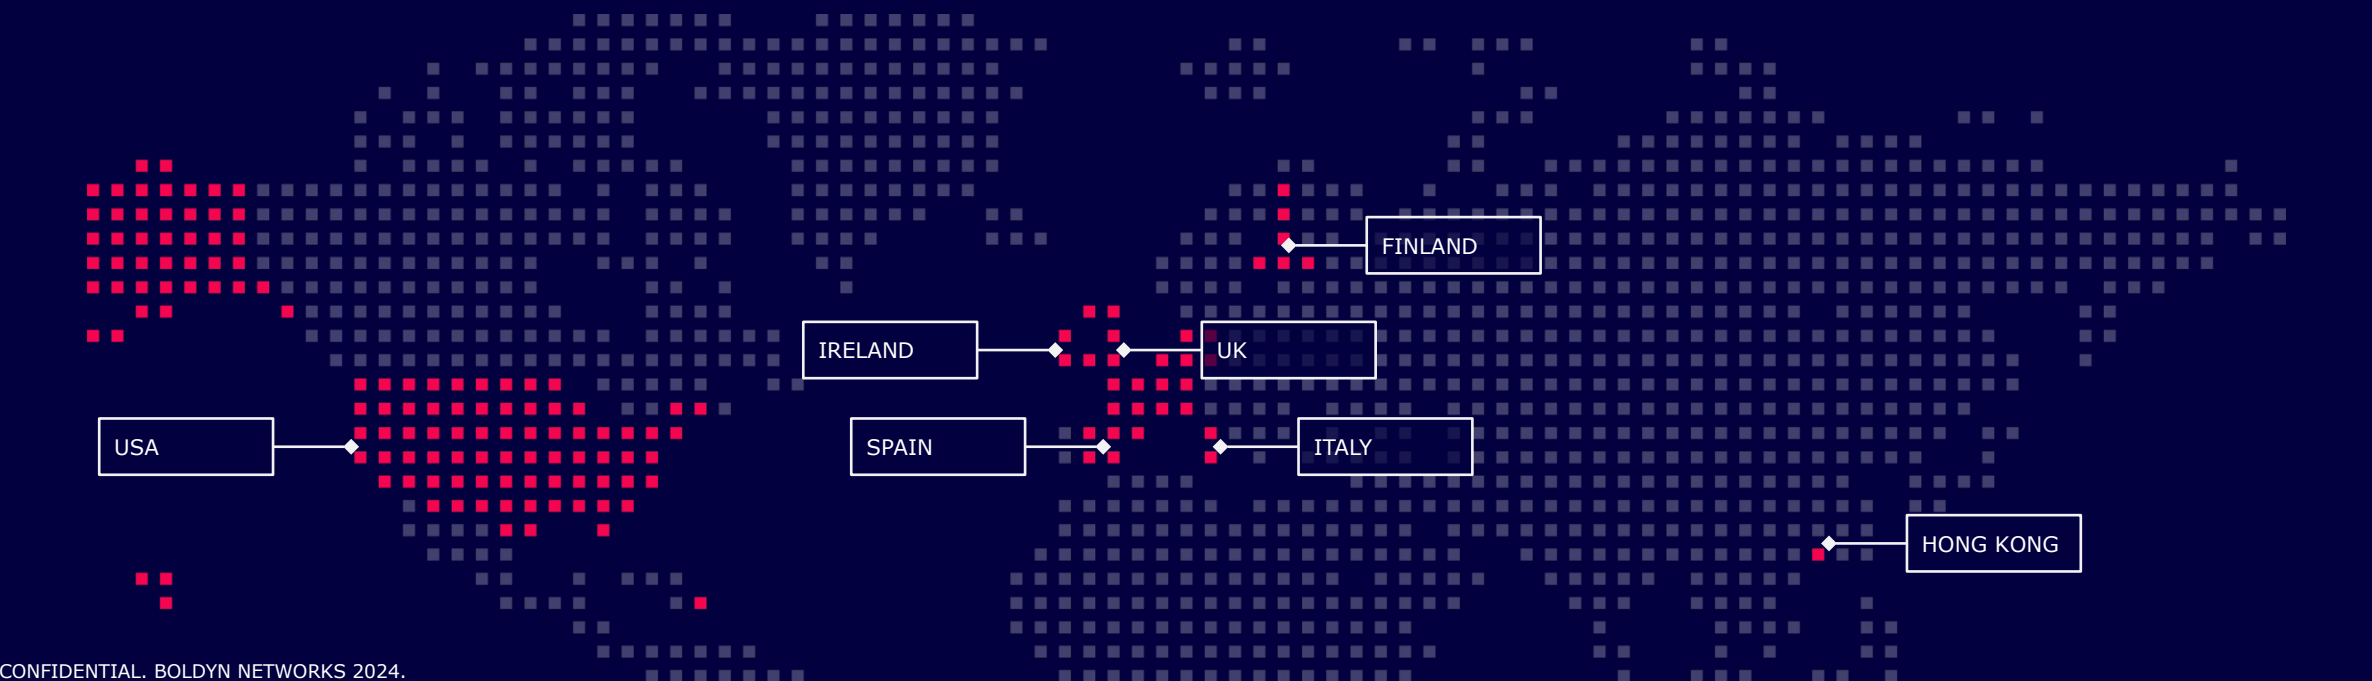 FINLAND
IRELAND
UK
USA
SPAIN
ITALY
HONG KONG
CONFIDENTIAL. BOLDYN NETWORKS 2024.